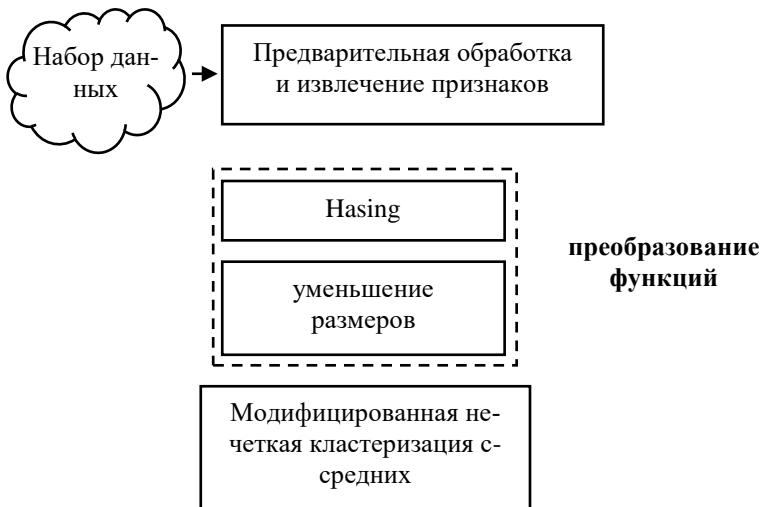 Набор дан-
ных
Предварительная обработка
и извлечение признаков
Hasing
уменьшение
размеров
преобразование
функций
Модифицированная не-
четкая кластеризация с-
средних